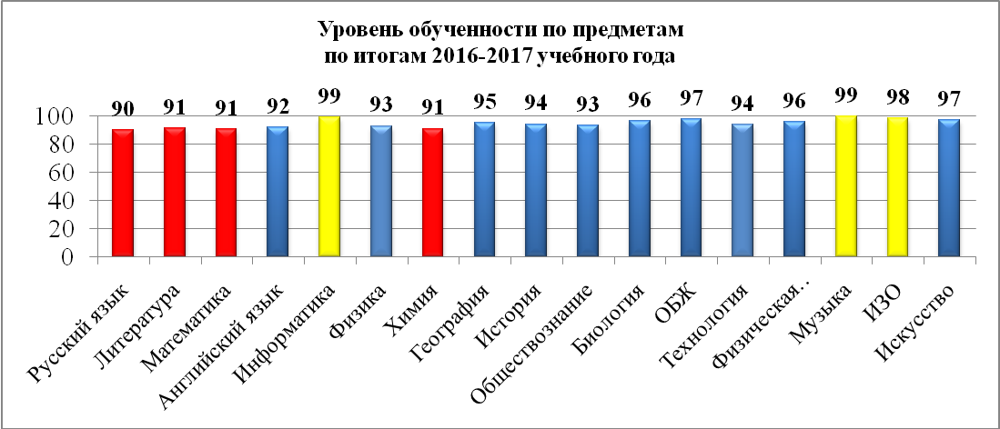 Уровень обученности по предметам
по итогам 2016-2017 учебного года
90 91 91 92 99 93 91 95 94 93 96 97 94 96 99 98 97
100
80
60
40
20
0
Русский язык
Литература
Математика
Английский язык
Информатика
Физика
Химия
География
История
Обществознание
Биология
ОБЖ
Технология
Физическая..
Музыка
ИЗО
Искусство